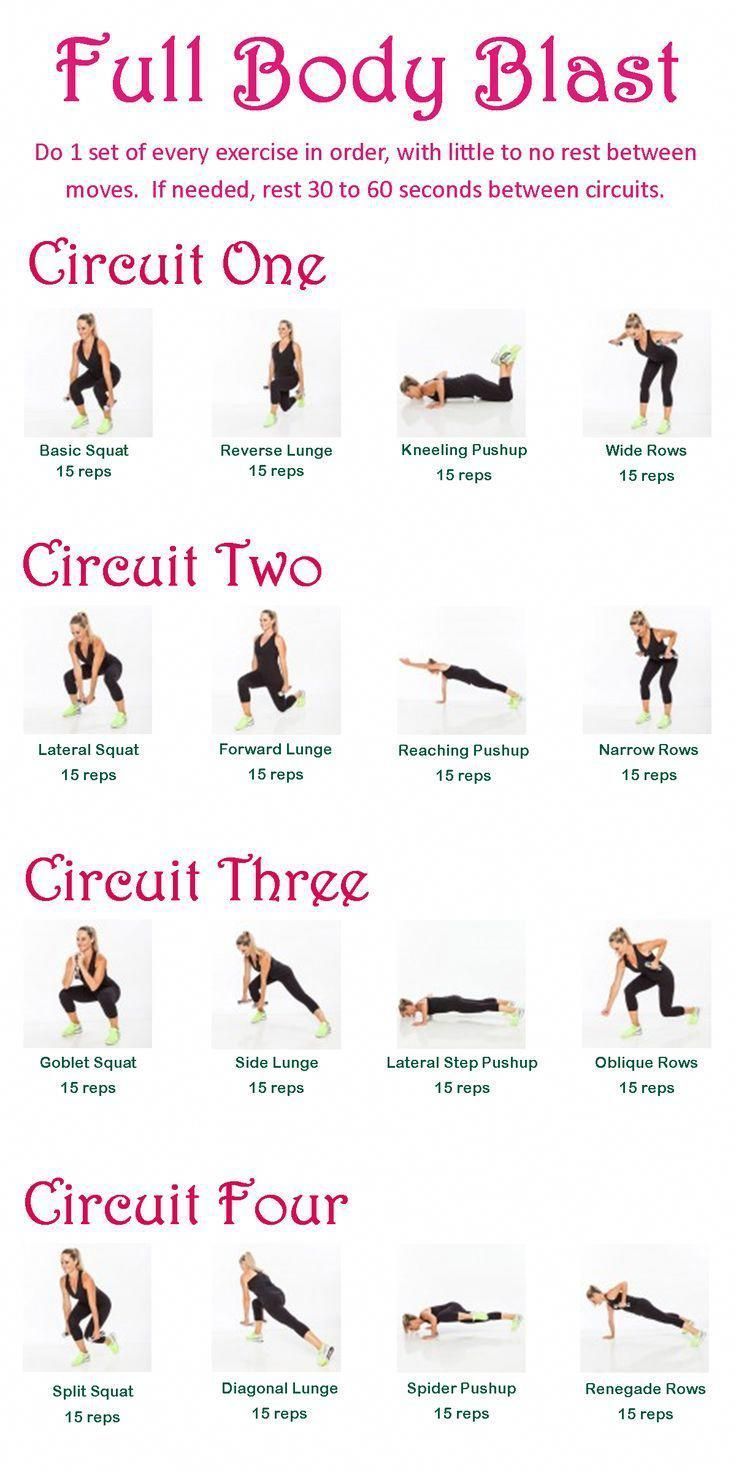 Full Body Blast
Do 1 set of every exercise in order, with little to no rest between
moves.  If needed, rest 30 to 60 seconds between circuits.
Circuit One
Basic Squat
15 reps
Reverse Lunge
15 reps
Kneeling Pushup
15 reps
Wide Rows
15 reps
Circuit Two
Lateral Squat
15 reps
Forward Lunge
15 reps
Reaching Pushup
15 reps
Narrow Rows
15 reps
Circuit Three
Goblet Squat
15 reps
Side Lunge
15 reps
Lateral Step Pushup
15 reps
Oblique Rows
15 reps
Circuit Four
Split Squat
15 reps
Diagonal Lunge
15 reps
Spider Pushup
15 reps
Renegade Rows
15 reps